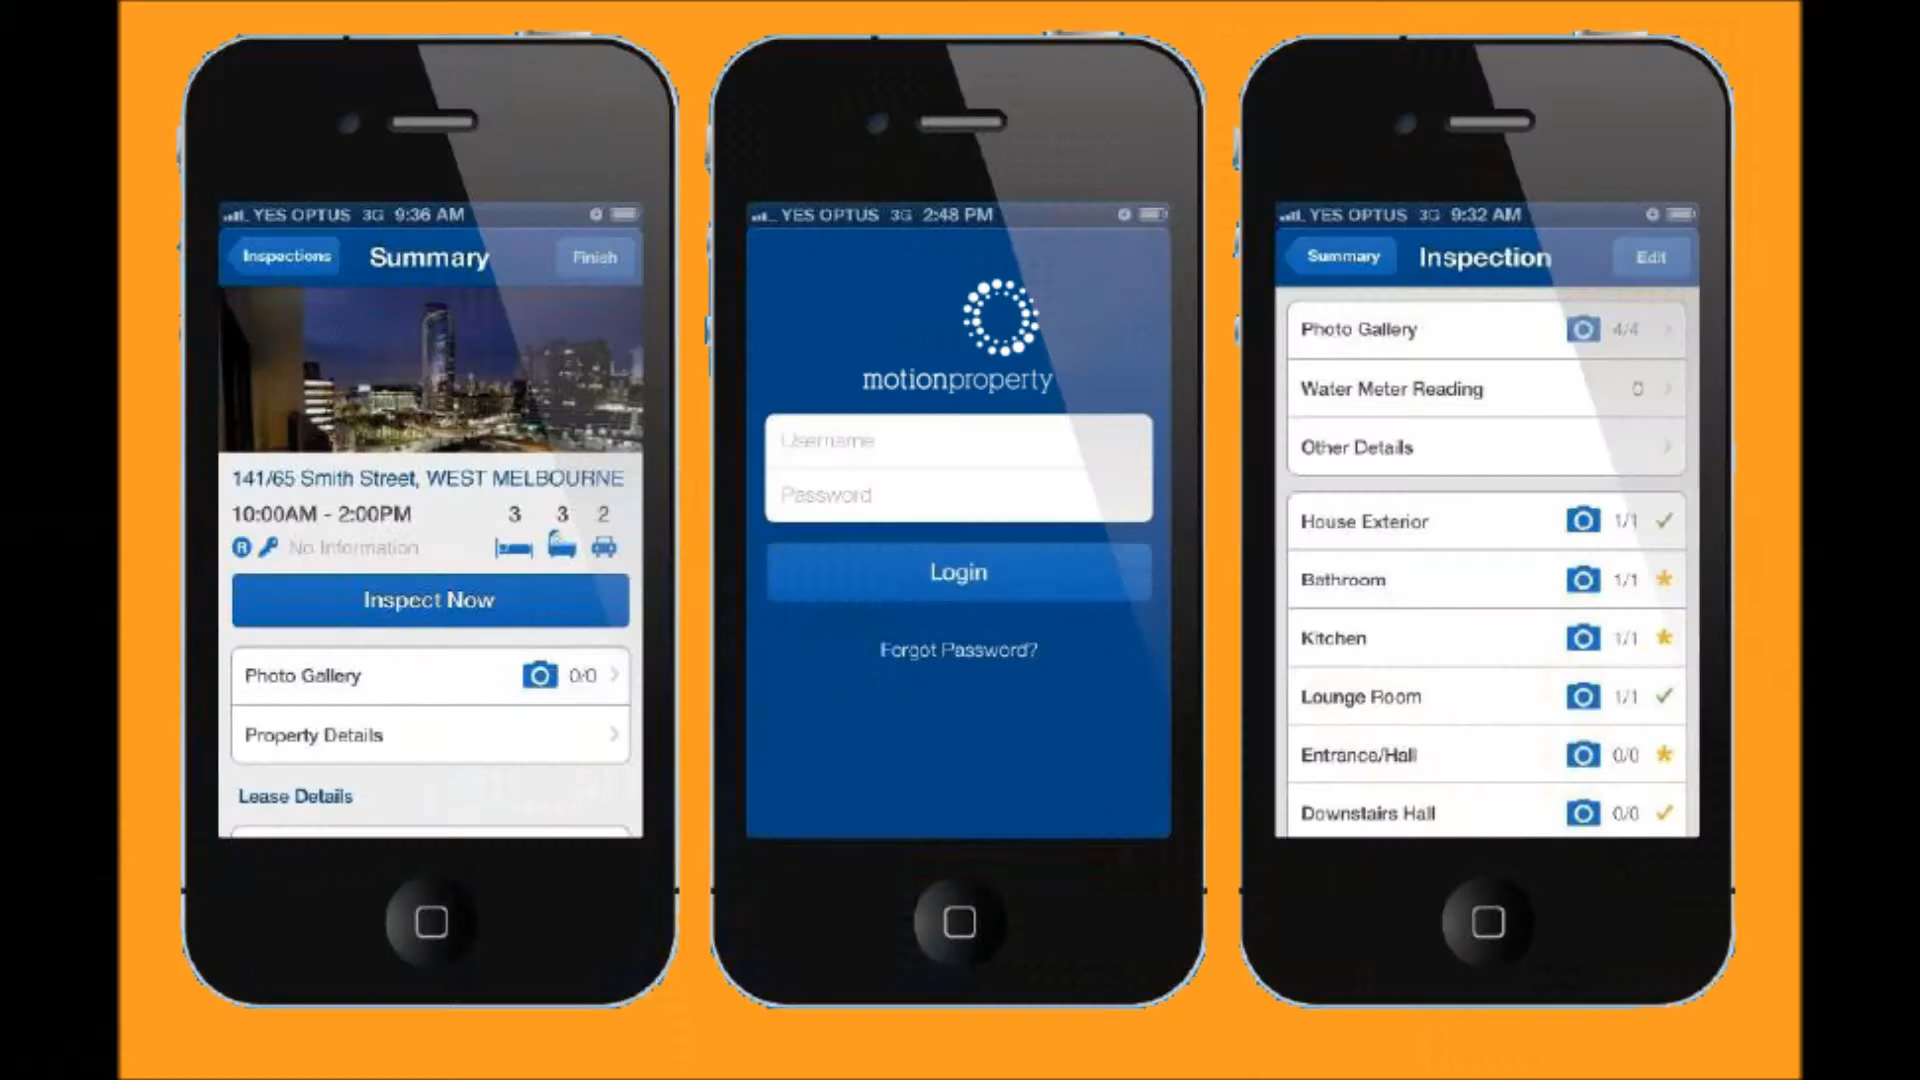 YES OPTUS 3G 9:36 AM
Inspections Summary Finish
141/65 Smith Street, WEST MELBOURNE
10:00AM - 2:00PM 3 3 2
R No Information
Inspect Now
Photo Gallery 0/0
Property Details
Lease Details
YES OPTUS 3G 2:48 PM
motionproperty
Username
Password
Login
Forgot Password?
YES OPTUS 3G 9:32 AM
Summary Inspection Edit
Photo Gallery 4/4
Water Meter Reading 0
Other Details
House Exterior 1/1
Bathroom 1/1
Kitchen 1/1
Lounge Room 1/1
Entrance/Hall 0/0
Downstairs Hall 0/0